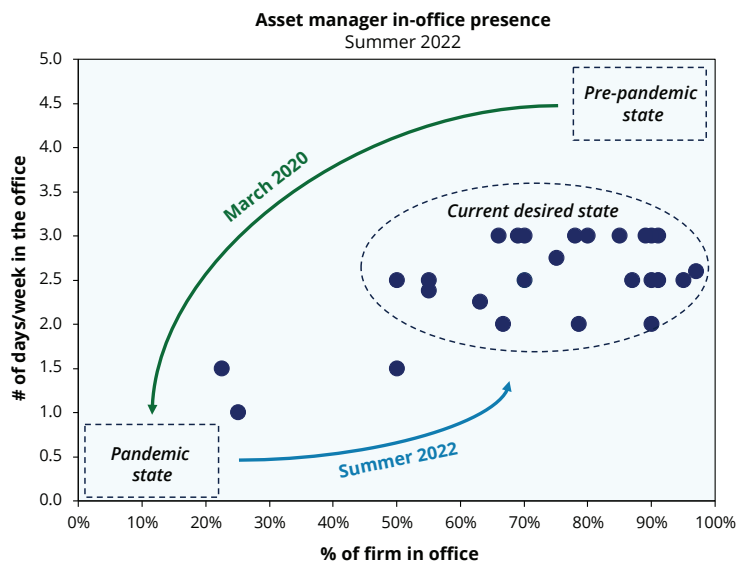 Asset manager in-office presence
Summer 2022
# of days/week in the office
5.0
4.5
4.0
3.5
3.0
2.5
2.0
1.5
1.0
0.5
0.0
Pre-pandemic
state
March 2020
Current desired state
Pandemic
state
Summer 2022
0%
10%
20%
30%
40%
50%
60%
70%
80%
90%
100%
% of firm in office